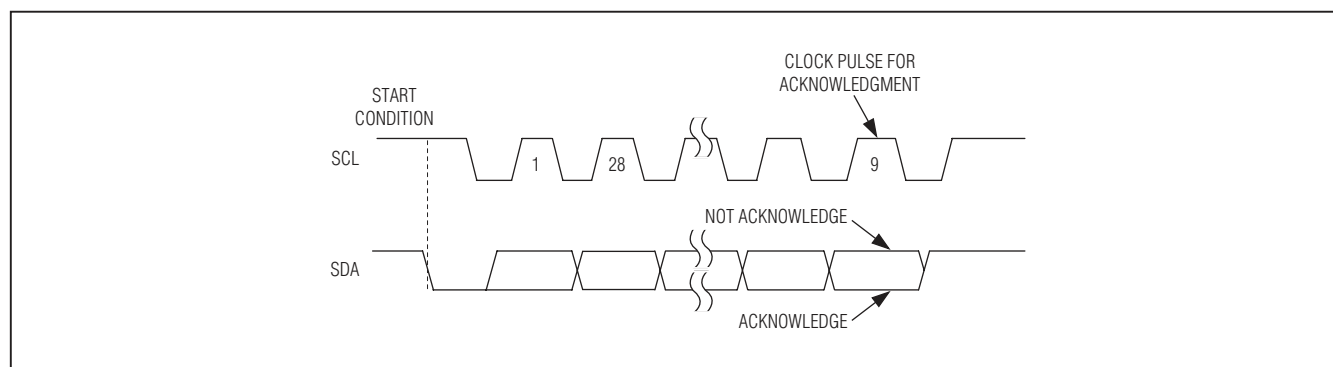 CLOCK PULSE FOR
ACKNOWLEDGMENT
START
CONDITION
SCL
1
28
9
NOT ACKNOWLEDGE
SDA
ACKNOWLEDGE